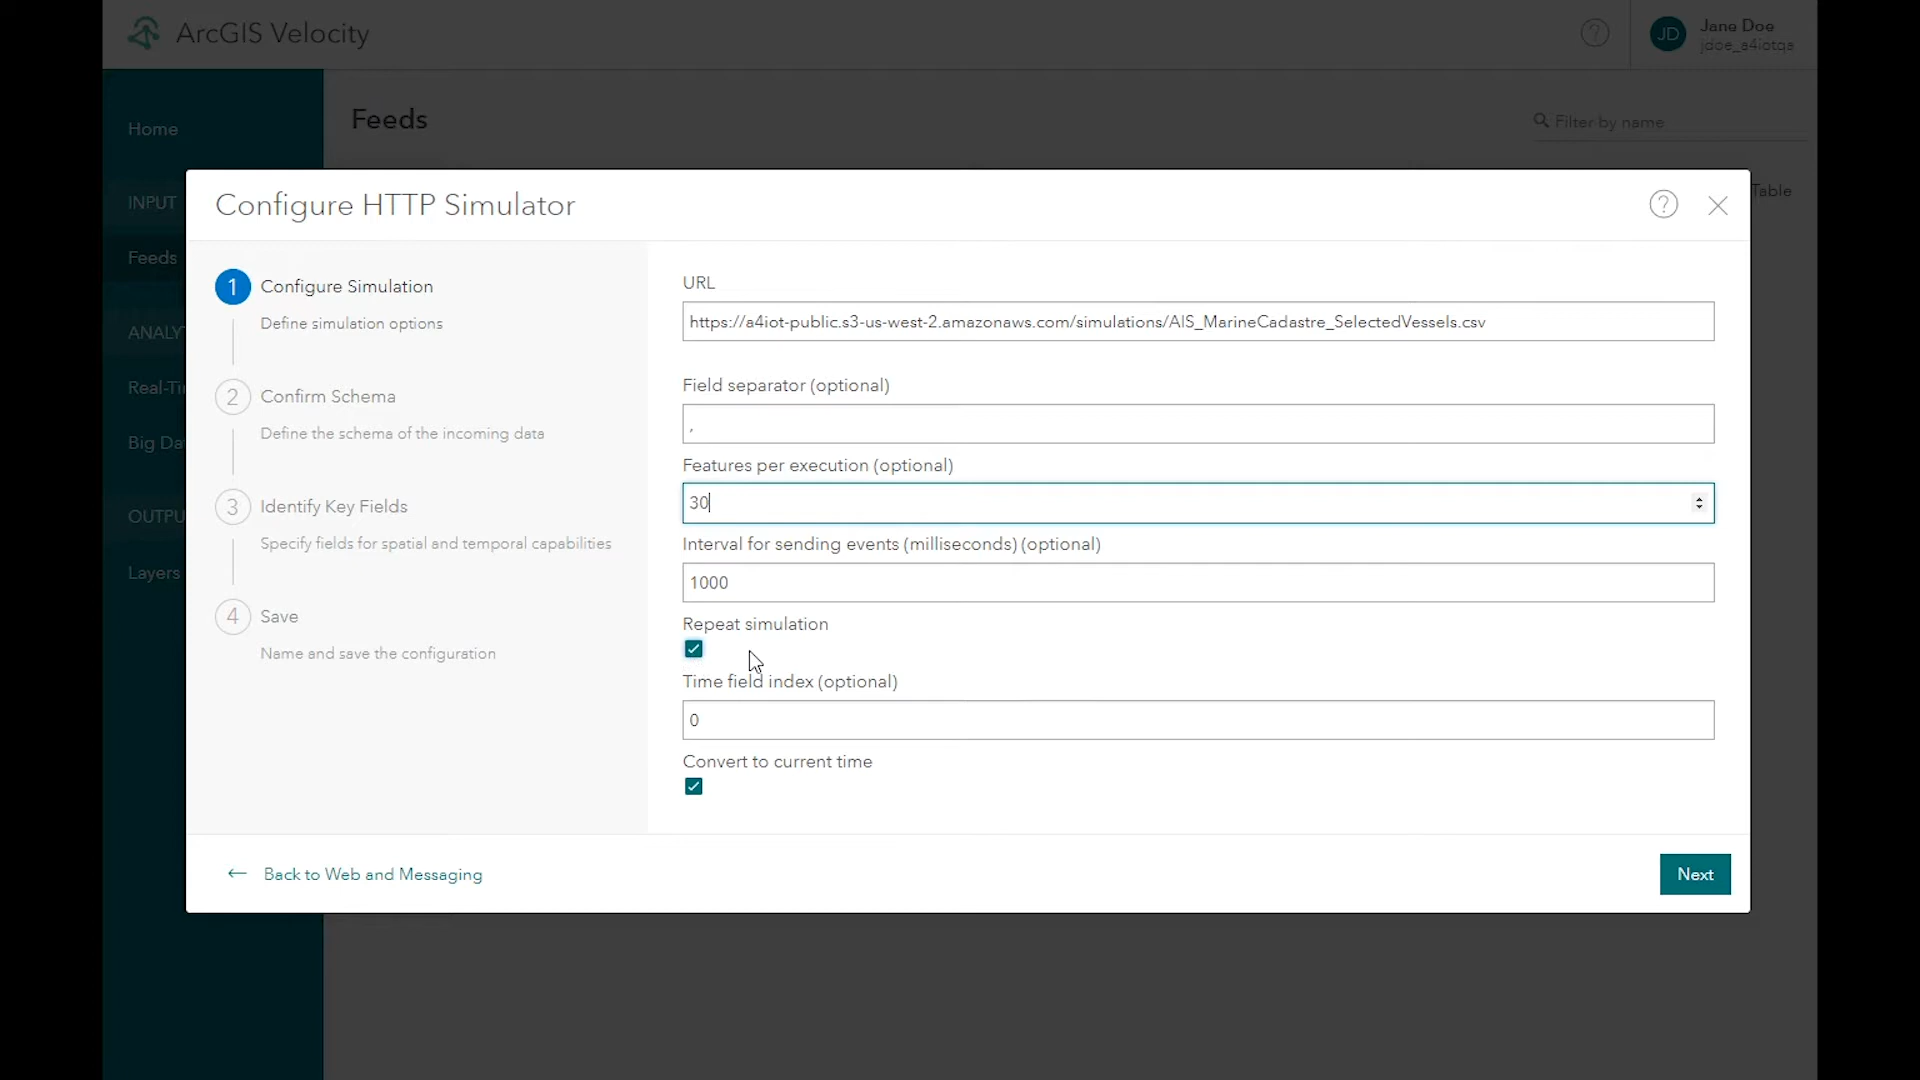 ArcGIS Velocity
JD
Jane Doe
jdoe_a4iotqa
Home
Feeds
Filter by name
INPUT
Table
Configure HTTP Simulator
Feeds
1 Configure Simulation
Define simulation options
ANALY
Real-Ti
2 Confirm Schema
Define the schema of the incoming data
Big Da
3 Identify Key Fields
OUTPU
Specify fields for spatial and temporal capabilities
Layers
4 Save
Name and save the configuration
URL
https://a4iot-public.s3-us-west-2.amazonaws.com/simulations/AIS_MarineCadastre_SelectedVessels.csv
Field separator (optional)
,
Features per execution (optional)
30
Interval for sending events (milliseconds) (optional)
1000
Repeat simulation
Time field index (optional)
0
Convert to current time
Back to Web and Messaging
Next